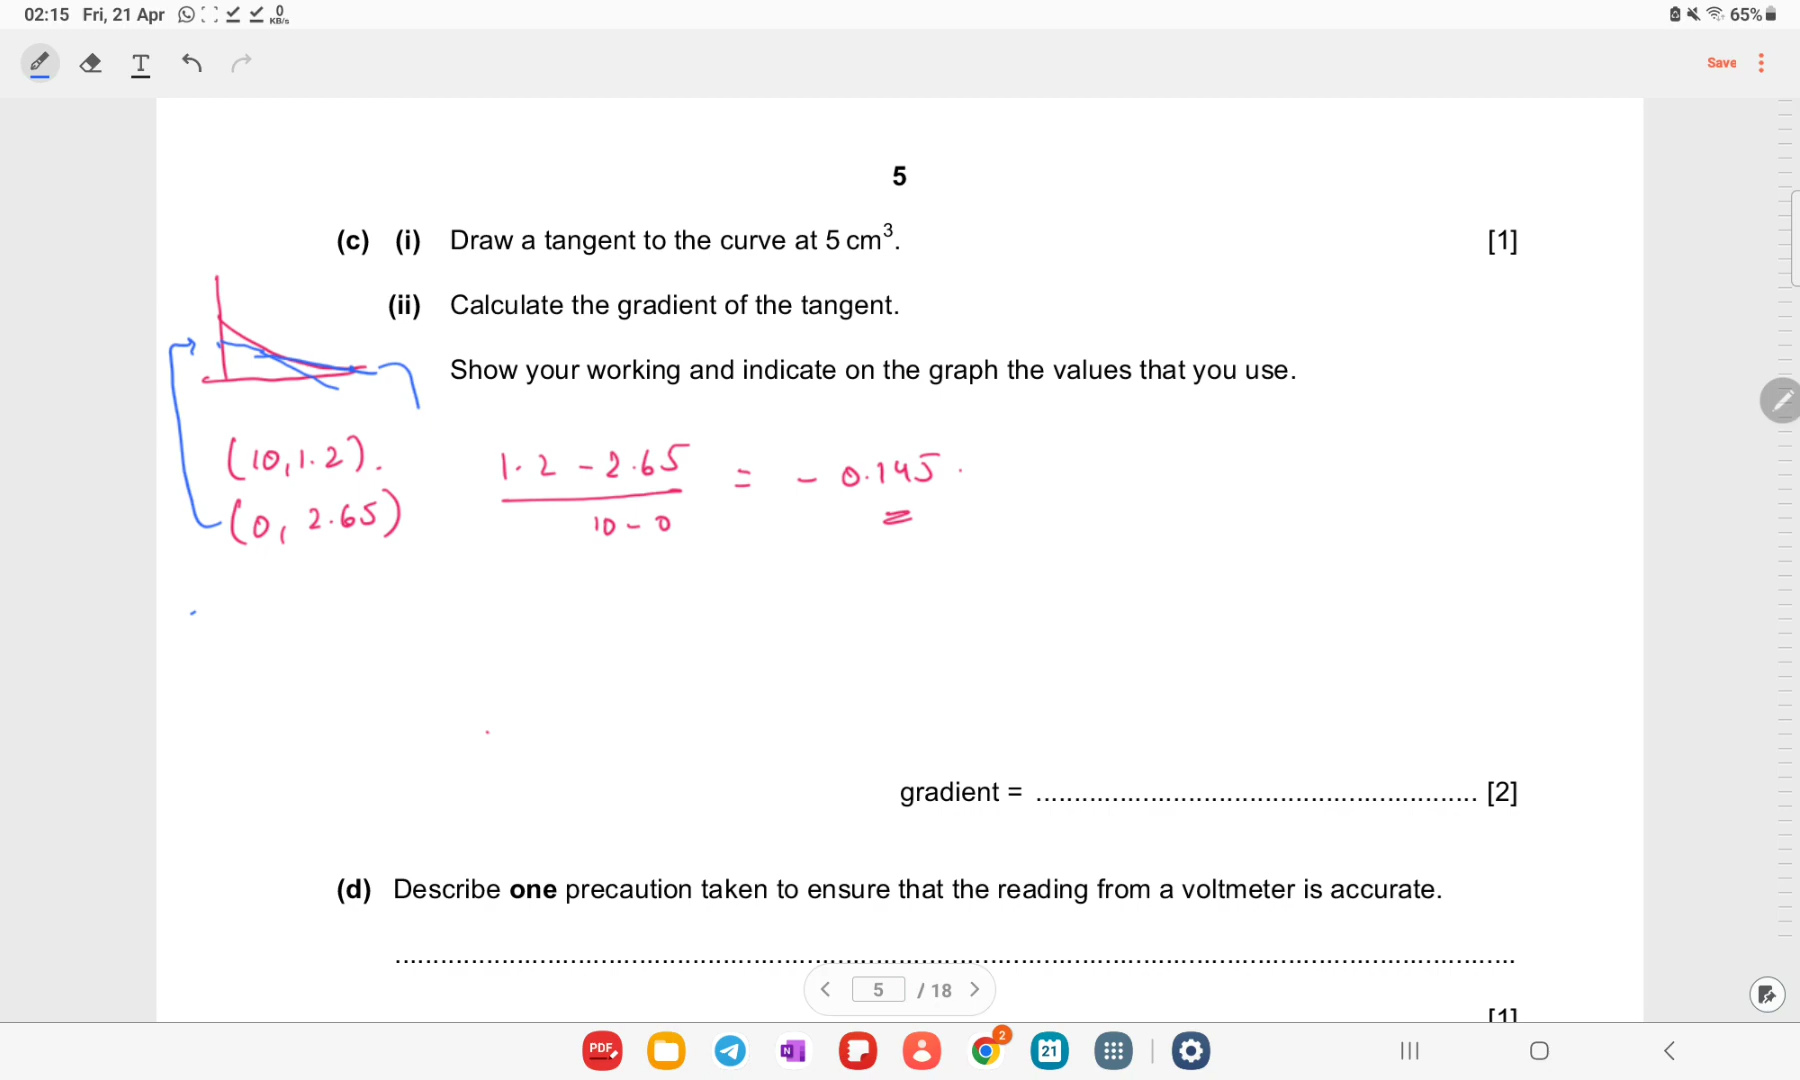 02:15 Fri, 21 Apr 0 KB/s 65%
T Save
5
(c) (i) Draw a tangent to the curve at 5 cm³. [1]
(ii) Calculate the gradient of the tangent.
Show your working and indicate on the graph the values that you use.
(10, 1.2).
(0, 2.65)
1.2 - 2.65
10 - 0
= - 0.145.
gradient = ................................................. [2]
(d) Describe one precaution taken to ensure that the reading from a voltmeter is accurate.
..............................................................................................................................
5 / 18
[1]
PDF N 2 21